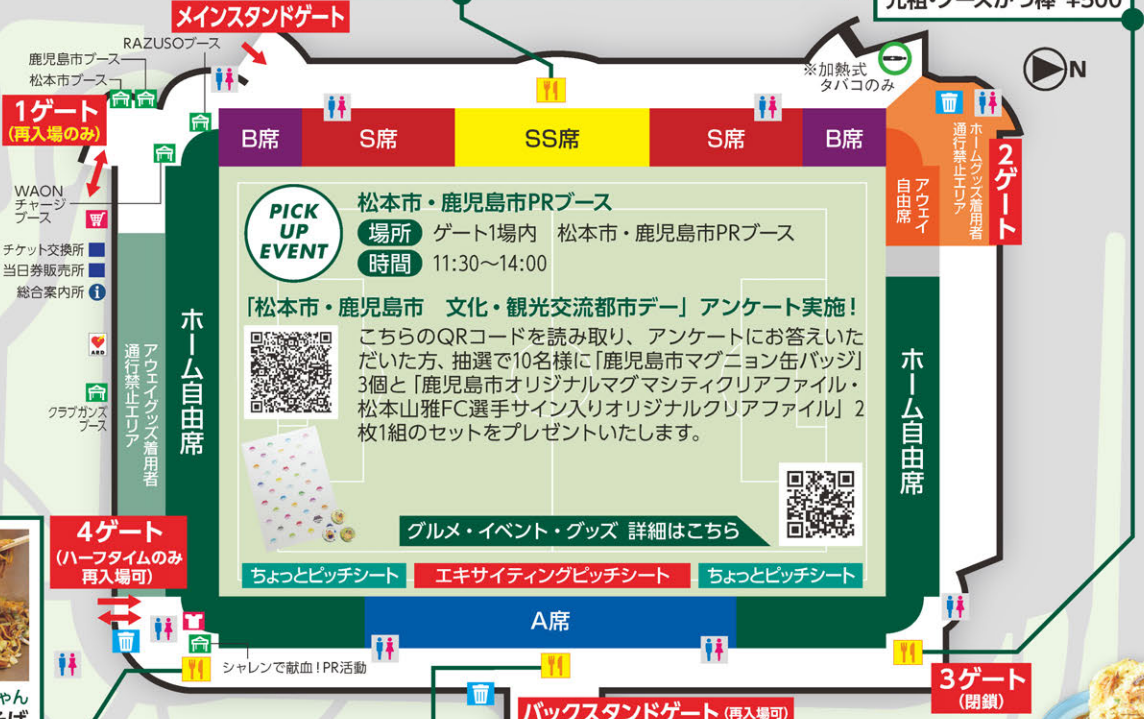 メインスタンドゲート
元祖・ソースかつ棒 ¥500
RAZUSOブース
鹿児島市ブース
松本市ブース
1ゲート
(再入場のみ)
WAON
チャージ
ブース
チケット交換所
当日券販売所
総合案内所
AED
クラブガンズ
ブース
※加熱式
タバコのみ
N
B席
S席
SS席
S席
B席
アウェイ
自由席
ホームグッズ着用者
通行禁止エリア
2ゲート
PICK
UP
EVENT
松本市・鹿児島市PRブース
場所 ゲート1場内 松本市・鹿児島市PRブース
時間 11:30〜14:00
「松本市・鹿児島市 文化・観光交流都市デー」アンケート実施!
こちらのQRコードを読み取り、アンケートにお答えいた
だいた方、抽選で10名様に「鹿児島市マグニョン缶バッジ」
3個と「鹿児島市オリジナルマグマシティクリアファイル・
松本山雅FC選手サイン入りオリジナルクリアファイル」2
枚1組のセットをプレゼントいたします。
グルメ・イベント・グッズ 詳細はこちら
ホーム自由席
アウェイグッズ着用者
通行禁止エリア
ホーム自由席
ちょっとピッチシート
エキサイティングピッチシート
ちょっとピッチシート
A席
4ゲート
(ハーフタイムのみ
再入場可)
シャレンで献血!PR活動
3ゲート
(閉鎖)
バックスタンドゲート(再入場可)
ゃん
そば